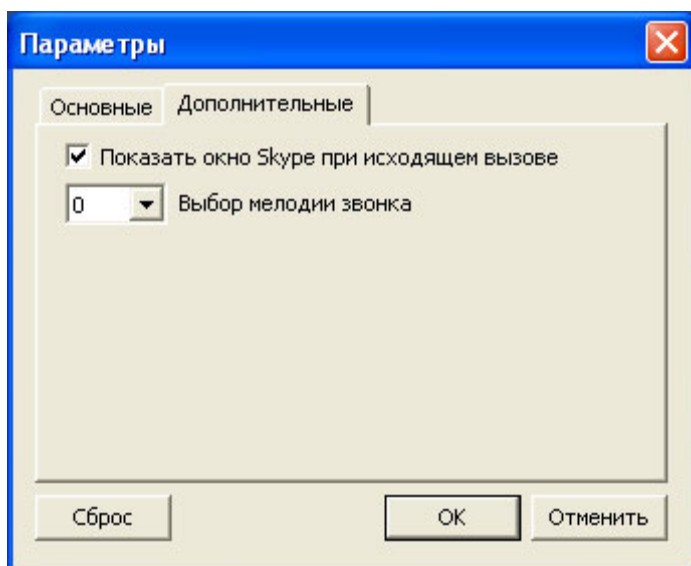 Параметры
Основные Дополнительные
Показать окно Skype при исходящем вызове
0 Выбор мелодии звонка
Сброс OK Отменить